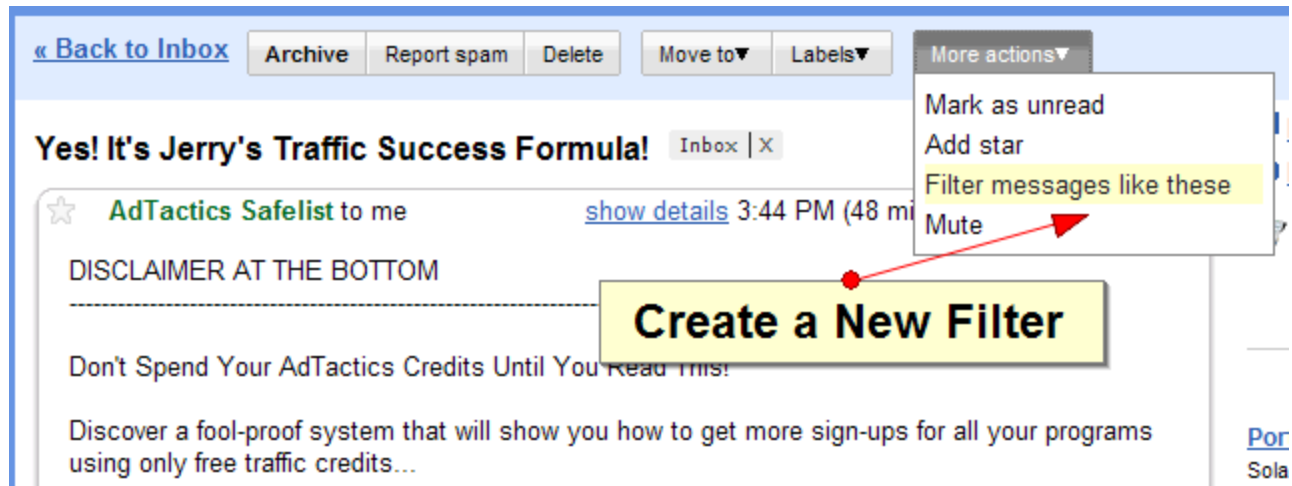 « Back to Inbox Archive Report spam Delete Move to▼ Labels▼ More actions▼
Mark as unread
Add star
Filter messages like these
Mute
Yes! It's Jerry's Traffic Success Formula! Inbox | X
AdTactics Safelist to me show details 3:44 PM (48 mi
DISCLAIMER AT THE BOTTOM
Create a New Filter
Don't Spend Your AdTactics Credits Until You Read This!
Discover a fool-proof system that will show you how to get more sign-ups for all your programs
using only free traffic credits...
Por
Sola